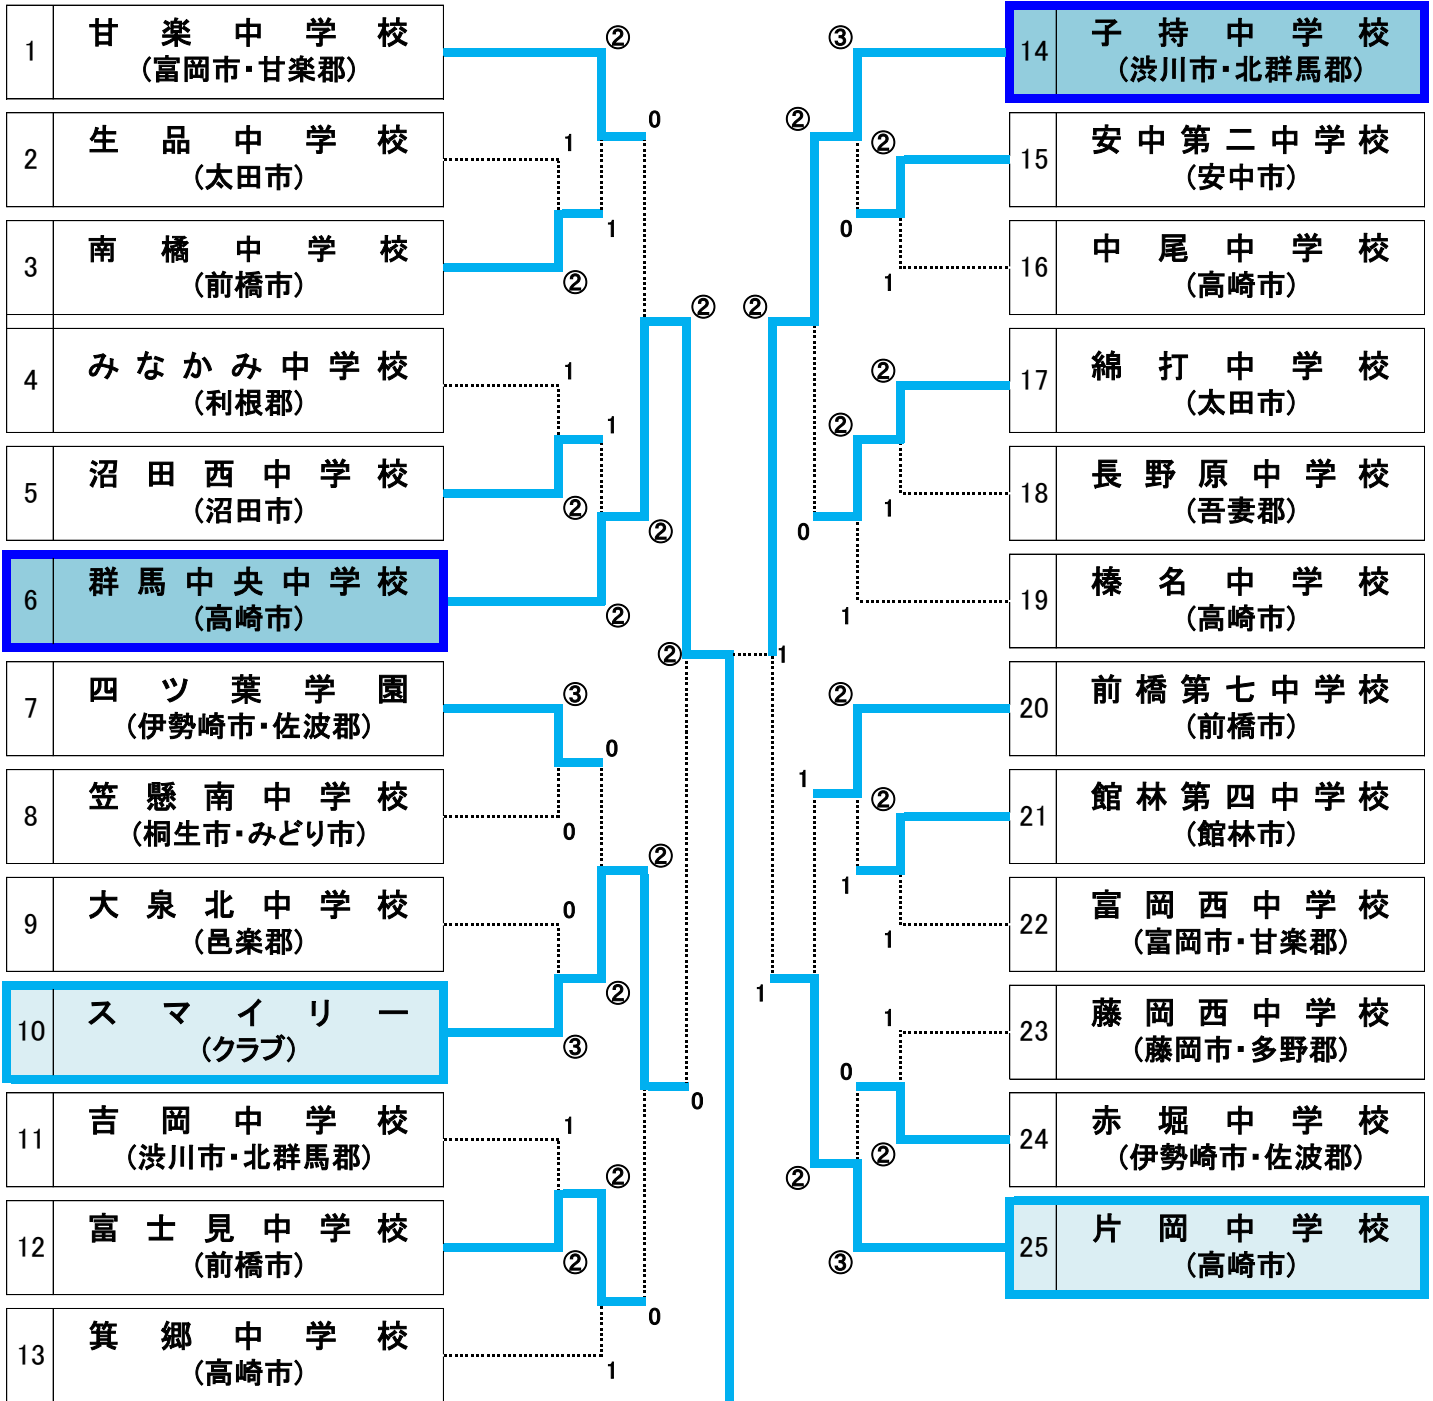 1 甘楽中学校
(富岡市・甘楽郡)
2 生品中学校
(太田市)
3 南橘中学校
(前橋市)
4 みなかみ中学校
(利根郡)
5 沼田西中学校
(沼田市)
6 群馬中央中学校
(高崎市)
7 四ツ葉学園
(伊勢崎市・佐波郡)
8 笠懸南中学校
(桐生市・みどり市)
9 大泉北中学校
(邑楽郡)
10 スマイリー
(クラブ)
11 吉岡中学校
(渋川市・北群馬郡)
12 富士見中学校
(前橋市)
13 箕郷中学校
(高崎市)
②
0
1
1
②
②
1
1
②
②
②
②
③
0
0
②
0
②
③
0
1
②
②
0
1
③
②
②
0
1
②
②
②
0
1
1
1
②
1
②
1
1
1
1
0
②
②
③
14 子持中学校
(渋川市・北群馬郡)
15 安中第二中学校
(安中市)
16 中尾中学校
(高崎市)
17 綿打中学校
(太田市)
18 長野原中学校
(吾妻郡)
19 榛名中学校
(高崎市)
20 前橋第七中学校
(前橋市)
21 館林第四中学校
(館林市)
22 富岡西中学校
(富岡市・甘楽郡)
23 藤岡西中学校
(藤岡市・多野郡)
24 赤堀中学校
(伊勢崎市・佐波郡)
25 片岡中学校
(高崎市)